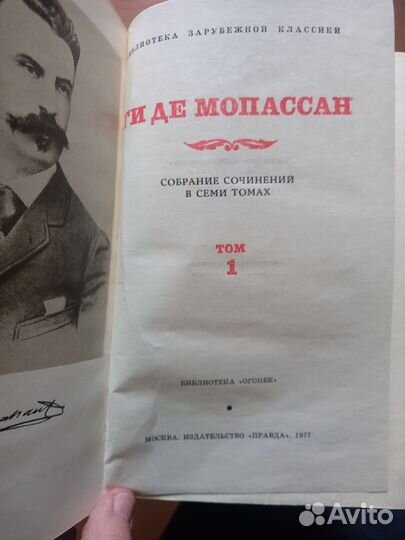 БИБЛИОТЕКА ЗАРУБЕЖНОЙ КЛАССИКИ
ГИ ДЕ МОПАССАН
СОБРАНИЕ СОЧИНЕНИЙ
В СЕМИ ТОМАХ
ТОМ
1
БИБЛИОТЕКА «ОГОНЕК»
МОСКВА. ИЗДАТЕЛЬСТВО «ПРАВДА», 1977
Avito